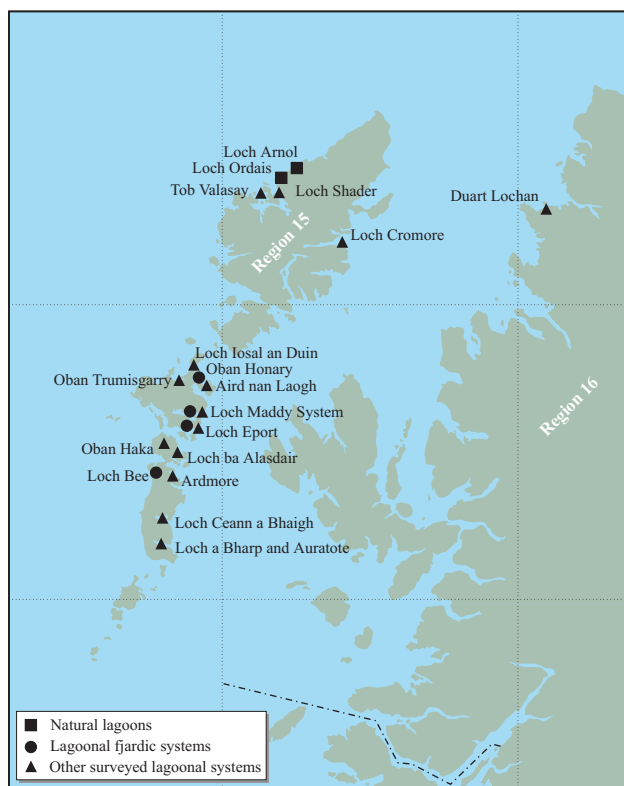 Loch Arnol
Loch Ordais
Tob Valasay
Loch Shader
Duart Lochan
Loch Cromore
Region 15
Loch Iosal an Duin
Oban Honary
Oban Trumisgarry
Aird nan Laogh
Region 16
Loch Maddy System
Loch Eport
Oban Haka
Loch ba Alasdair
Loch Bee
Ardmore
Loch Ceann a Bhaigh
Loch a Bharp and Auratote
Natural lagoons
Lagoonal fjardic systems
Other surveyed lagoonal systems